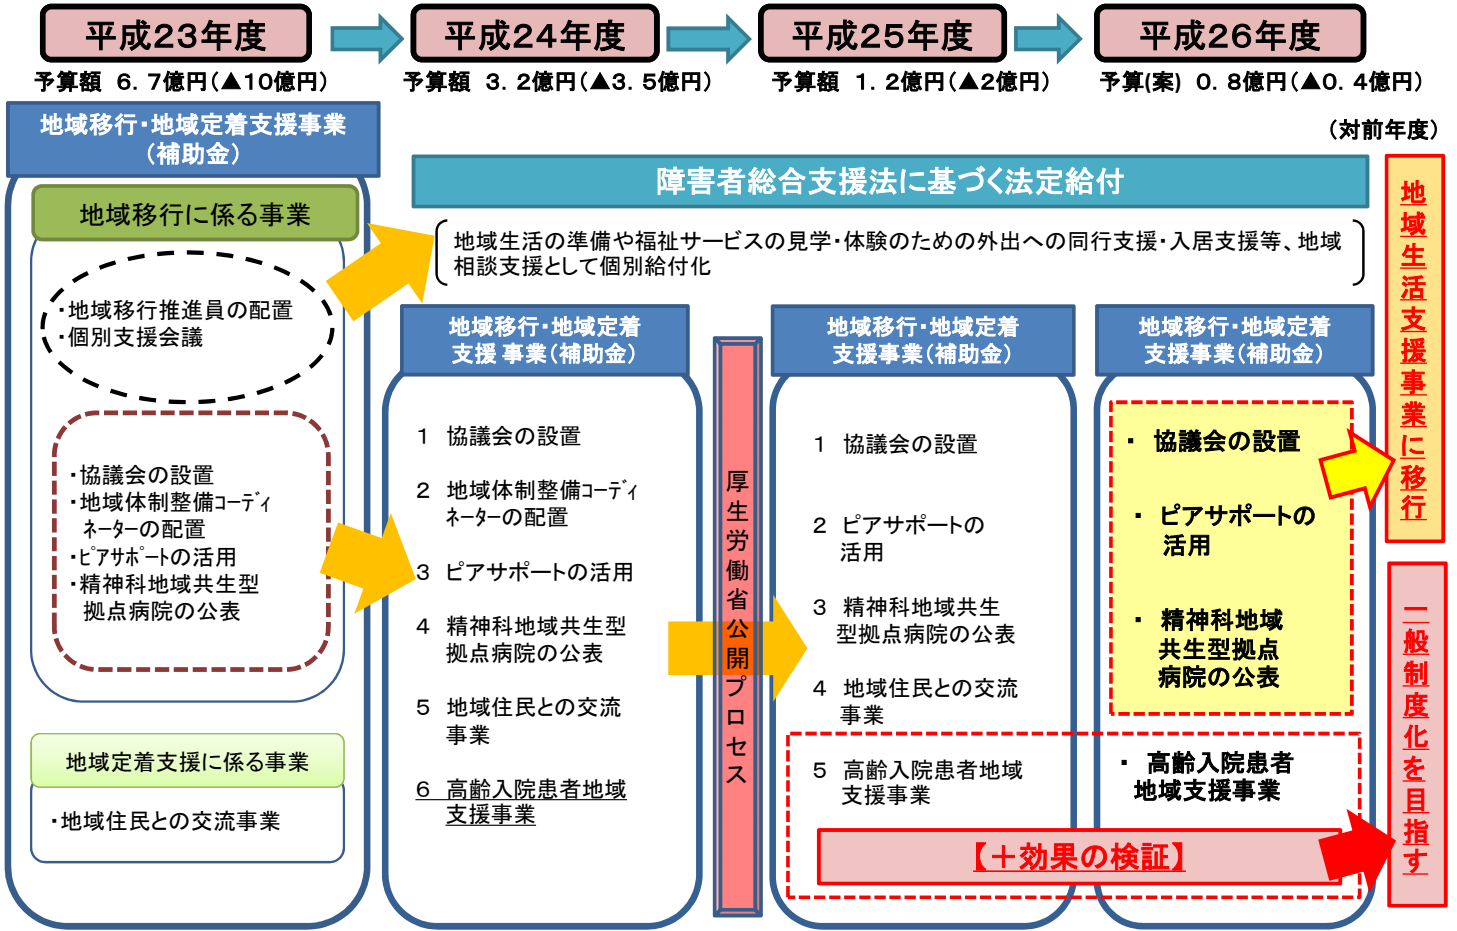 平成23年度
平成24年度
平成25年度
平成26年度
予算額 6.7億円(▲10億円)
予算額 3.2億円(▲3.5億円)
予算額 1.2億円(▲2億円)
予算(案) 0.8億円(▲0.4億円)
(対前年度)
地域移行・地域定着支援事業
(補助金)
地域移行に係る事業
・地域移行推進員の配置
・個別支援会議
・協議会の設置
・地域体制整備ｺｰﾃﾞｨ
ﾈｰﾀｰの配置
・ﾋﾟｱｻﾎﾟｰﾄの活用
・精神科地域共生型
拠点病院の公表
地域定着支援に係る事業
・地域住民との交流事業
障害者総合支援法に基づく法定給付
地域生活の準備や福祉サービスの見学・体験のための外出への同行支援・入居支援等、地域
相談支援として個別給付化
地域移行・地域定着
支援 事業(補助金)
1 協議会の設置
2 地域体制整備ｺｰﾃﾞｨ
ﾈｰﾀｰの配置
3 ピアサポートの活用
4 精神科地域共生型
拠点病院の公表
5 地域住民との交流
事業
6 高齢入院患者地域
支援事業
厚生労働省公開プロセス
地域移行・地域定着
支援事業(補助金)
1 協議会の設置
2 ピアサポートの
活用
3 精神科地域共生
型拠点病院の公表
4 地域住民との交流
事業
5 高齢入院患者地域
支援事業
地域移行・地域定着
支援事業(補助金)
・ 協議会の設置
・ ピアサポートの
活用
・ 精神科地域
共生型拠点
病院の公表
・ 高齢入院患者
地域支援事業
【＋効果の検証】
地域生活支援事業に移行
一般制度化を目指す